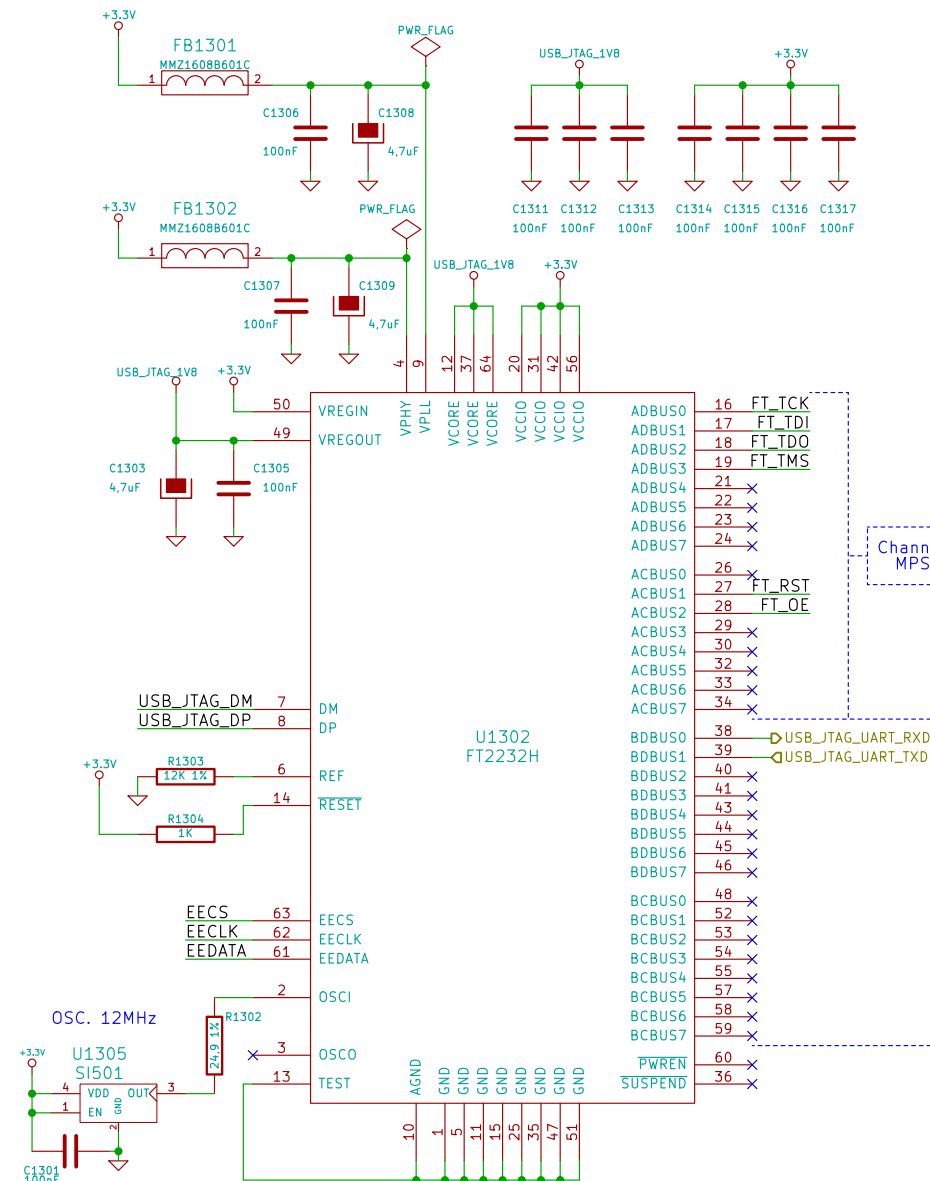 +3.3V
FB1301
MMZ1608B601C
1 2
PWR_FLAG
C1306
100nF
C1308
4,7uF
USB_JTAG_1V8
+3.3V
C1311 C1312 C1313 C1314 C1315 C1316 C1317
100nF 100nF 100nF 100nF 100nF 100nF 100nF
+3.3V
FB1302
MMZ1608B601C
1 2
PWR_FLAG
C1307
100nF
C1309
4,7uF
USB_JTAG_1V8
+3.3V
4 9 12 37 64 20 31 42 56
VPHY VPLL VCORE VCORE VCORE VCCIO VCCIO VCCIO VCCIO
USB_JTAG_1V8
+3.3V
50 VREGIN
49 VREGOUT
C1303
4,7uF
C1305
100nF
ADBUS0 16 FT_TCK
ADBUS1 17 FT_TDI
ADBUS2 18 FT_TDO
ADBUS3 19 FT_TMS
ADBUS4 21
ADBUS5 22
ADBUS6 23
ADBUS7 24
Chann
MPS
ACBUS0 26
ACBUS1 27 FT_RST
ACBUS2 28 FT_OE
ACBUS3 29
ACBUS4 30
ACBUS5 32
ACBUS6 33
ACBUS7 34
USB_JTAG_DM 7 DM
USB_JTAG_DP 8 DP
U1302
FT2232H
BDBUS0 38 USB_JTAG_UART_RXD
BDBUS1 39 USB_JTAG_UART_TXD
BDBUS2 40
BDBUS3 41
BDBUS4 43
BDBUS5 44
BDBUS6 45
BDBUS7 46
+3.3V
R1303
12K 1%
6 REF
14 RESET
R1304
1K
BCBUS0 48
BCBUS1 52
BCBUS2 53
BCBUS3 54
BCBUS4 55
BCBUS5 57
BCBUS6 58
BCBUS7 59
EECS 63 EECS
EECLK 62 EECLK
EEDATA 61 EEDATA
2 OSCI
R1302
24,9 1%
3 OSCO
13 TEST
PWREN 60
SUSPEND 36
OSC. 12MHz
+3.3V
U1305
SI501
4 VDD OUT 3
1 EN GND
2
C1301
100nF
AGND GND GND GND GND GND GND GND GND
10 1 5 11 15 25 35 47 51